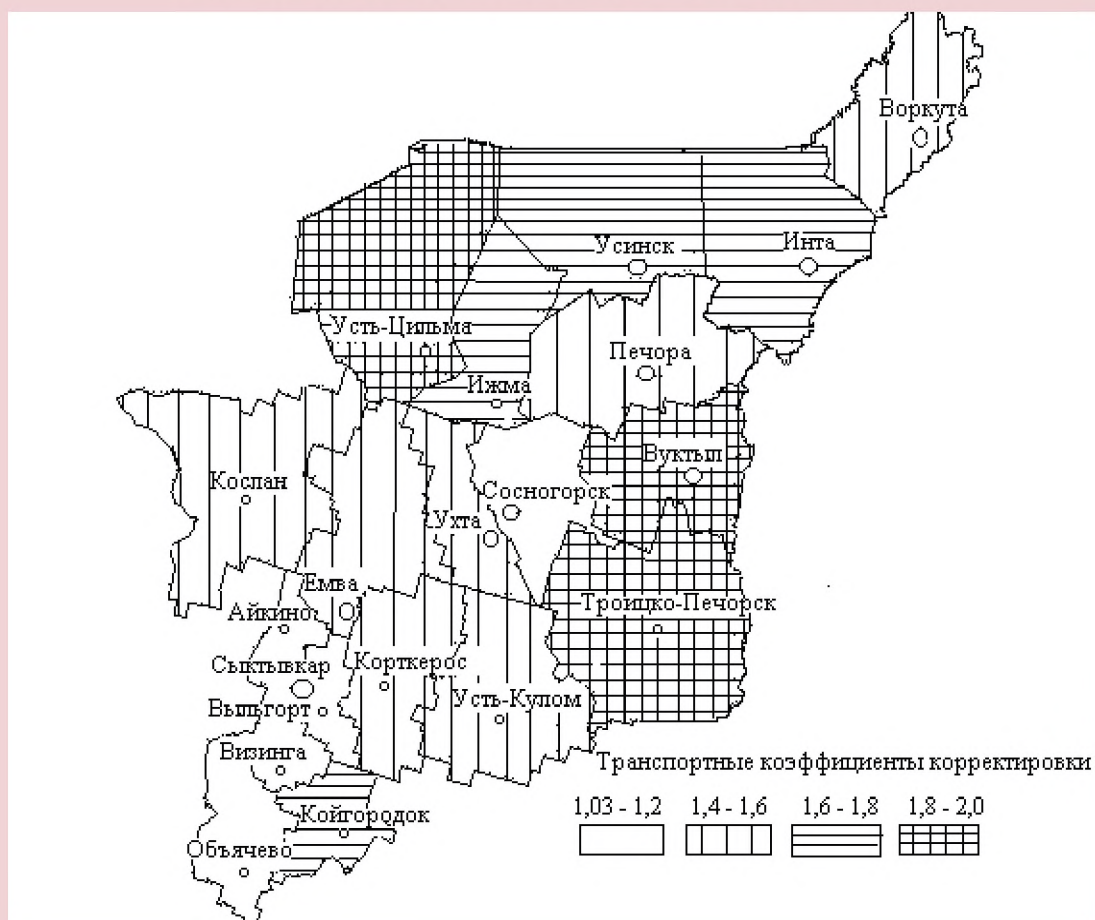 Воркута
Усинск
Инта
Усть-Цильма
Печора
Ижма
Вуктыл
Кослан
Сосногорск
Ухта
Емва
Троицко-Печорск
Айкино
Сыктывкар
Корткерос
Усть-Кулом
Выльгорт
Визинга
Транспортные коэффициенты корректировки
1,03 - 1,2 1,4 - 1,6 1,6 - 1,8 1,8 - 2,0
Койгородок
Объячево